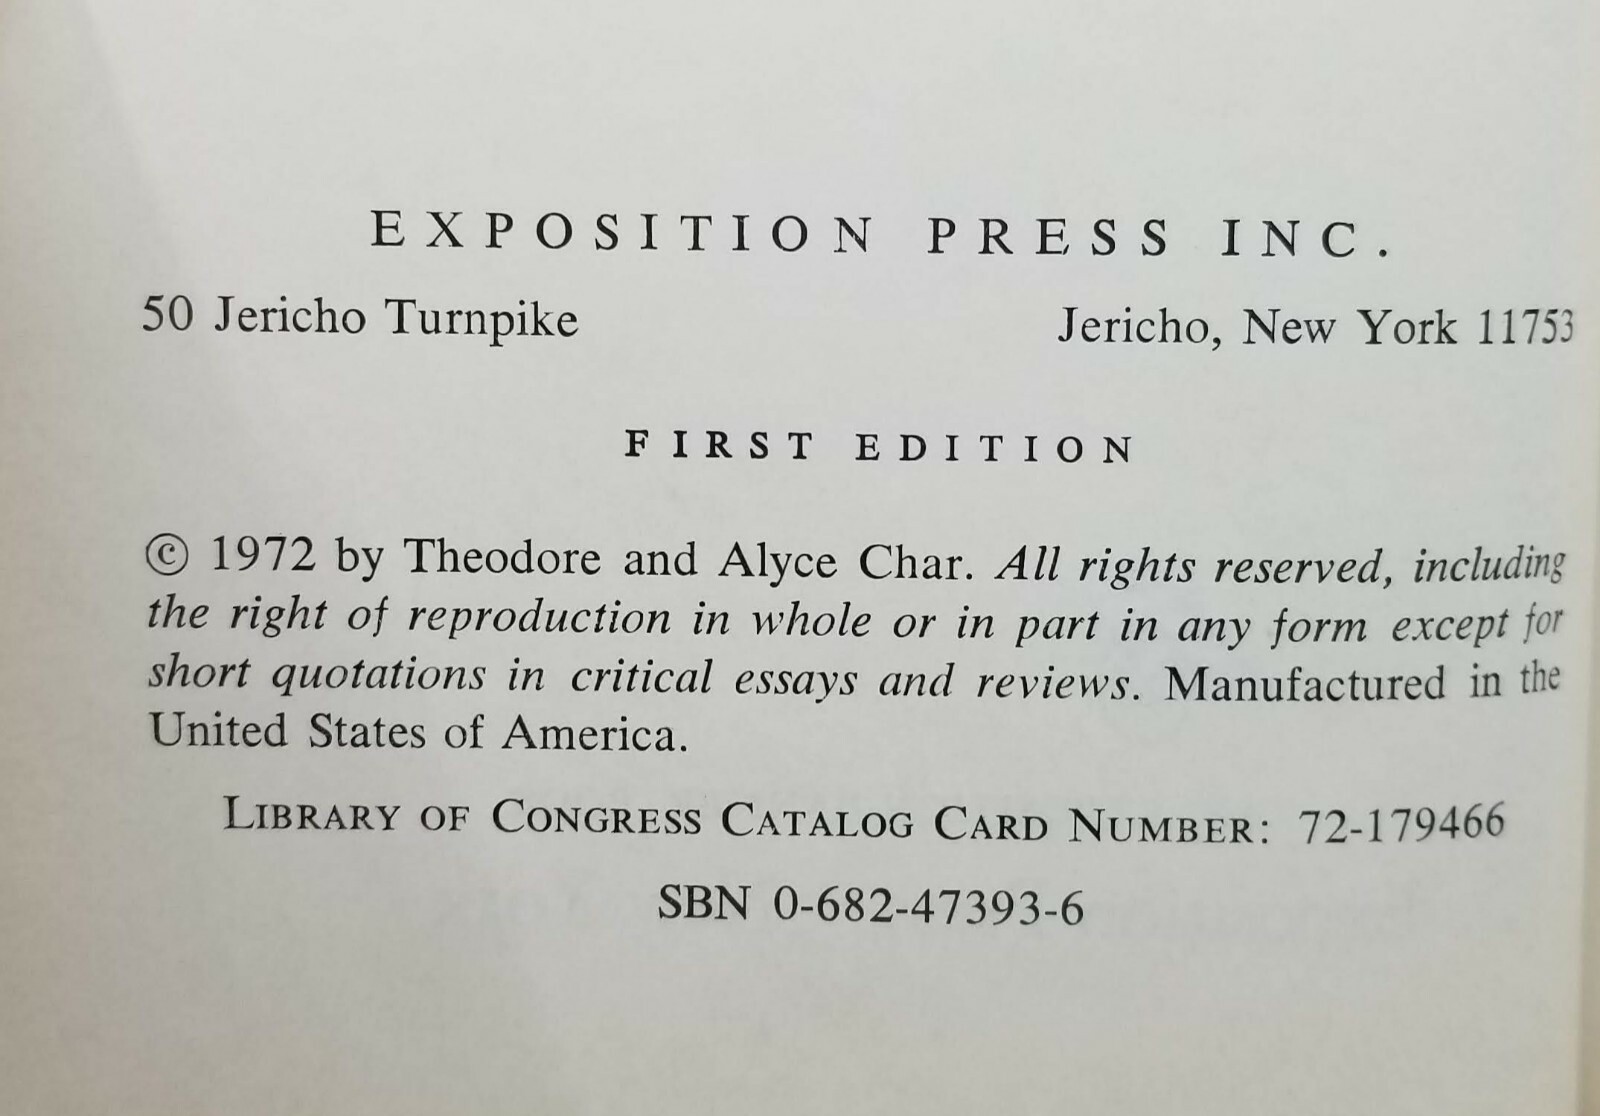 EXPOSITION PRESS INC.
50 Jericho Turnpike Jericho, New York 11753
FIRST EDITION
© 1972 by Theodore and Alyce Char. All rights reserved, including
the right of reproduction in whole or in part in any form except for
short quotations in critical essays and reviews. Manufactured in the
United States of America.
LIBRARY OF CONGRESS CATALOG CARD NUMBER: 72-179466
SBN 0-682-47393-6